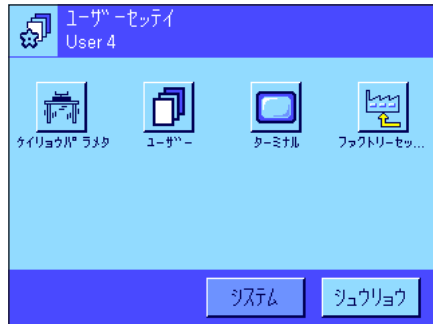 ユーザーセッテイ
User 4
ケイリョウパラメタ
ユーザー
ターミナル
ファクトリーセッ...
システム
シュウリョウ